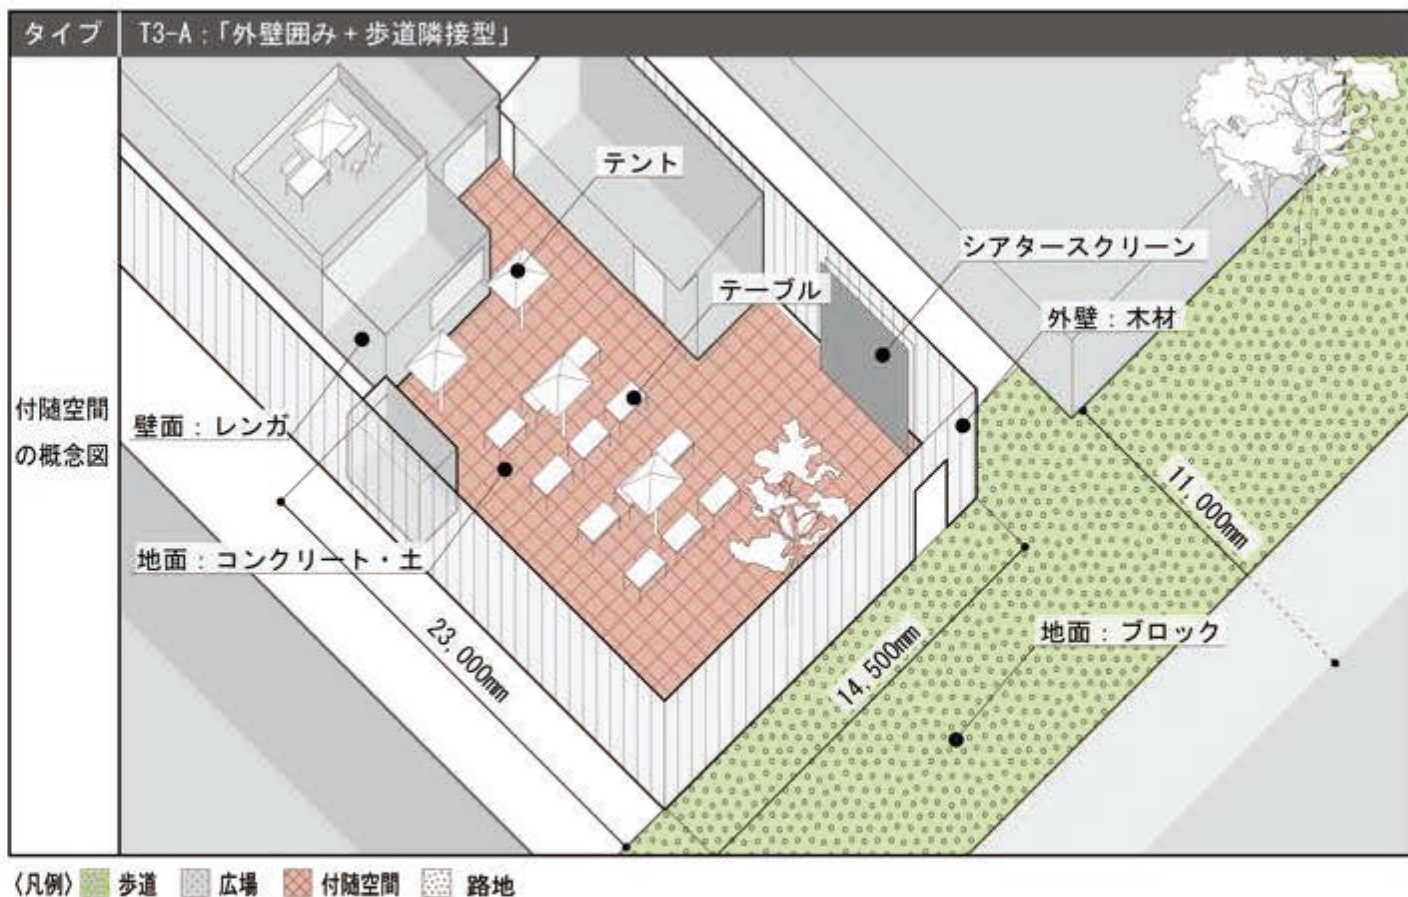 タイプ
T3-A:「外壁囲み+歩道隣接型」
テント
シアタースクリーン
テーブル
外壁:木材
付随空間
の概念図
壁面:レンガ
11,000mm
地面:コンクリート・土
23,000mm
14,500mm
地面:ブロック
〈凡例〉 歩道 広場 付随空間 路地